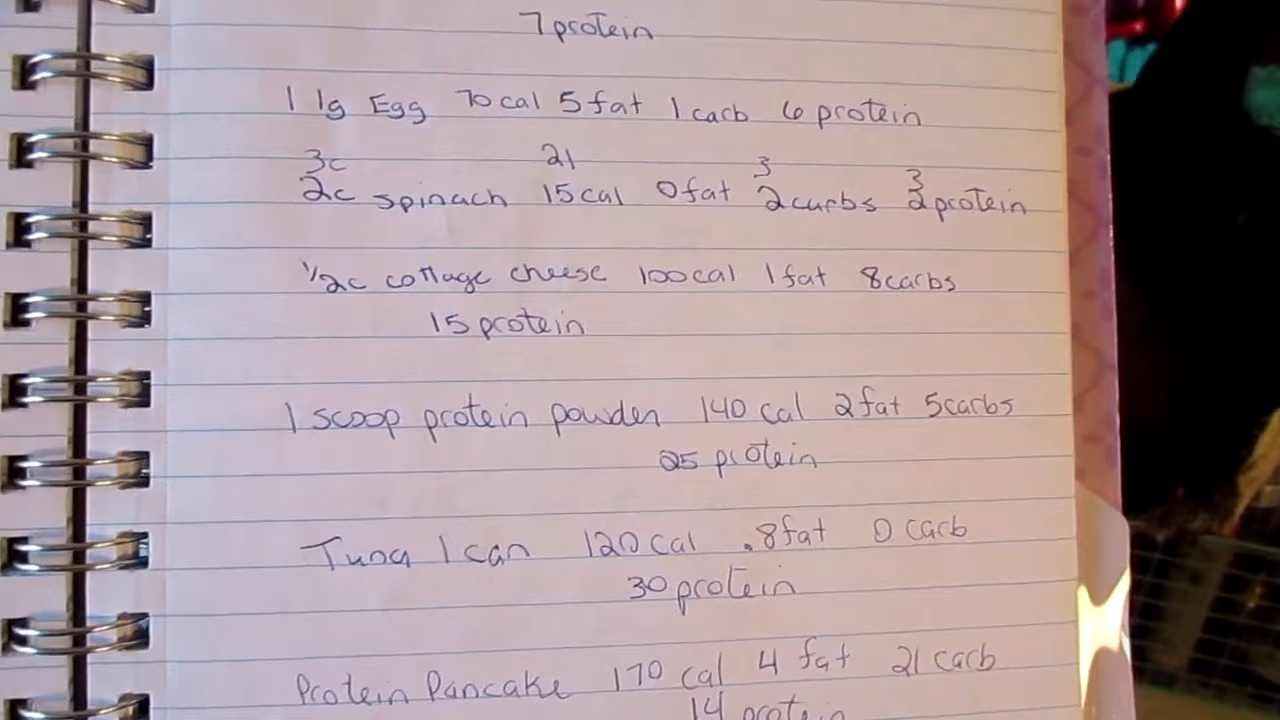 7 protein
1 lg Egg 70 cal 5 fat 1 carb 6 protein
3c 21 3 3
2c spinach 15 cal 0 fat 2 carbs 2 protein
1/2c cottage cheese 100 cal 1 fat 8 carbs
15 protein
1 scoop protein powder 140 cal 2 fat 5 carbs
25 protein
Tuna 1 can 120 cal .8 fat 0 carb
30 protein
Protein Pancake 170 cal 4 fat 21 carb
14 protein